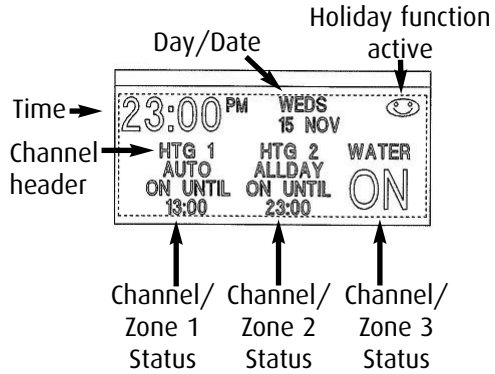 Holiday function
active
Day/Date
Time
23:00 PM WEDS
15 NOV
Channel
header
HTG 1 HTG 2 WATER
AUTO ALLDAY ON
ON UNTIL ON UNTIL
13:00 23:00
Channel/ Channel/ Channel/
Zone 1 Zone 2 Zone 3
Status Status Status